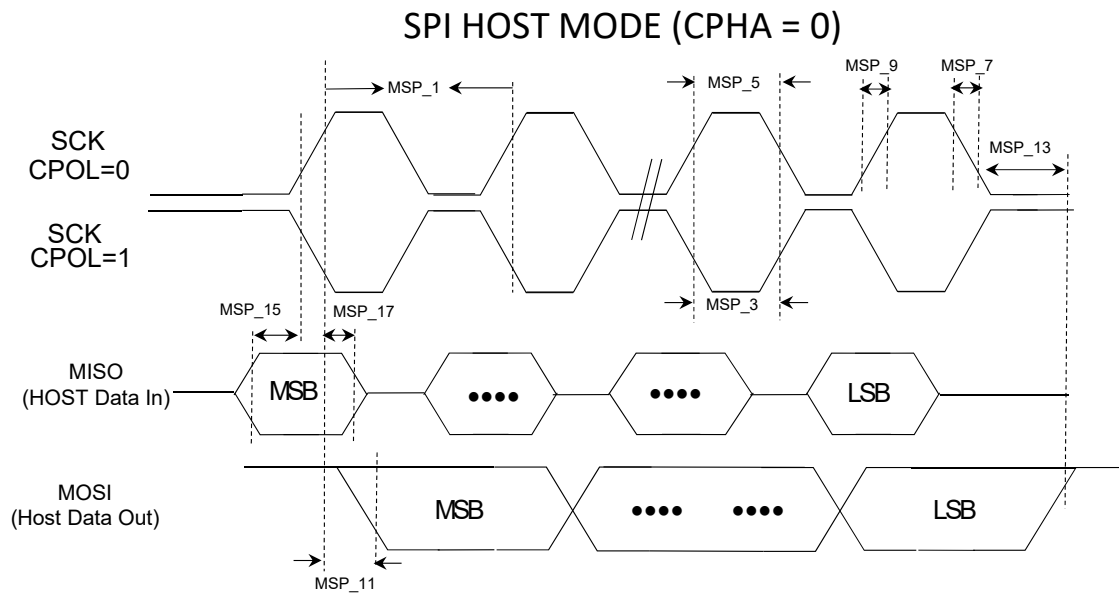 SPI HOST MODE (CPHA = 0)
MSP_1
MSP_5
MSP_9
MSP_7
SCK
CPOL=0
MSP_13
SCK
CPOL=1
MSP_15
MSP_17
MSP_3
MISO
(HOST Data In)
MSB
••••
••••
LSB
MOSI
(Host Data Out)
MSB
•••• ••••
LSB
MSP_11